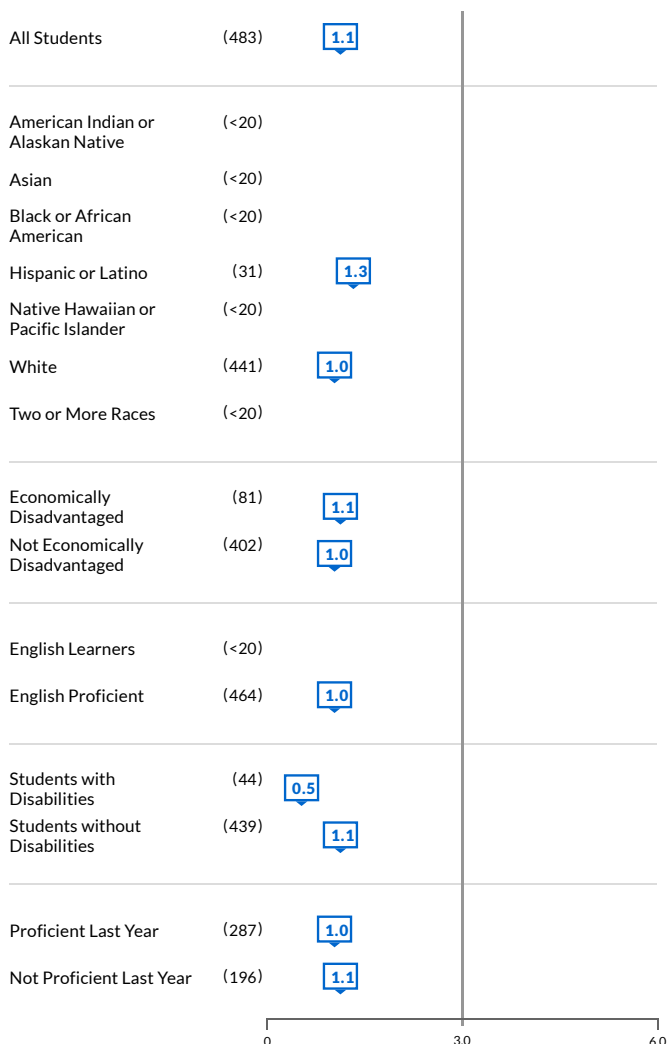 All Students (483) 1.1
American Indian or (<20)
Alaskan Native
Asian (<20)
Black or African (<20)
American
Hispanic or Latino (31) 1.3
Native Hawaiian or (<20)
Pacific Islander
White (441) 1.0
Two or More Races (<20)
Economically (81) 1.1
Disadvantaged
Not Economically (402) 1.0
Disadvantaged
English Learners (<20)
English Proficient (464) 1.0
Students with (44) 0.5
Disabilities
Students without (439) 1.1
Disabilities
Proficient Last Year (287) 1.0
Not Proficient Last Year (196) 1.1
0 3.0 6.0